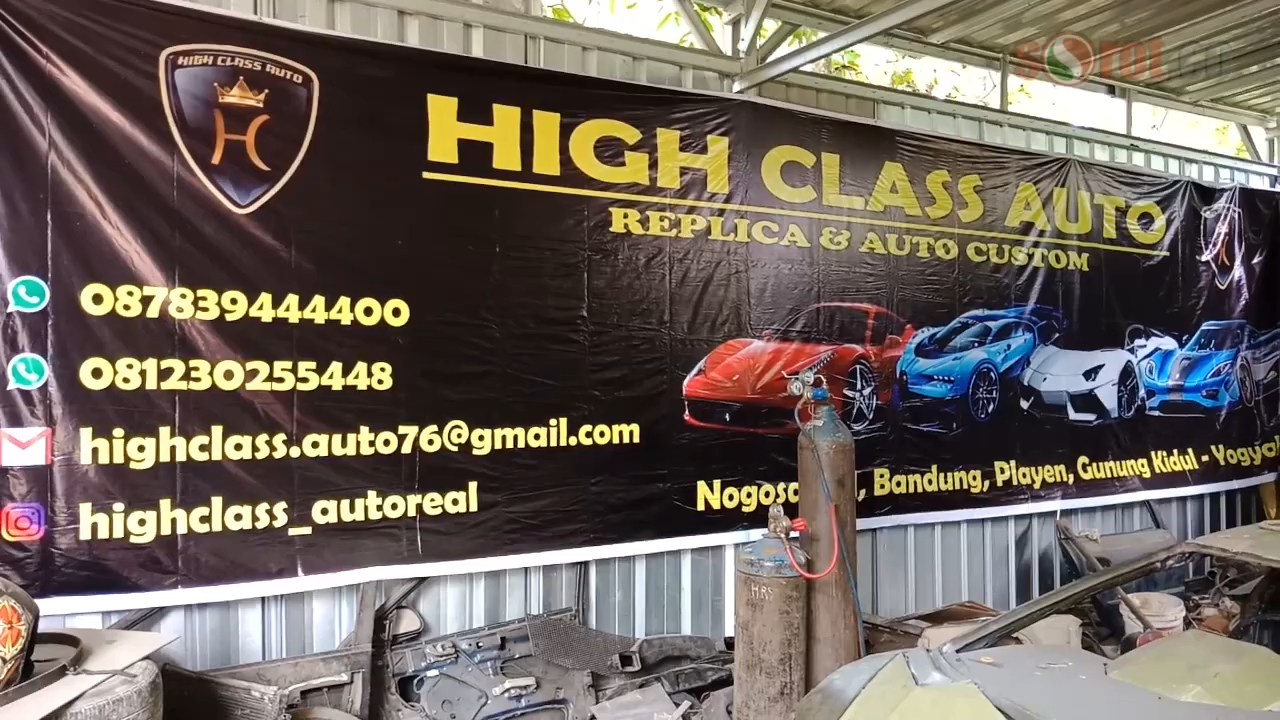 HIGH CLASS AUTO
H
HIGH CLASS AUTO
REPLICA & AUTO CUSTOM
087839444400
081230255448
highclass.auto76@gmail.com
highclass_autoreal
Bandung, Playen, Gunung Kidul -
HRS